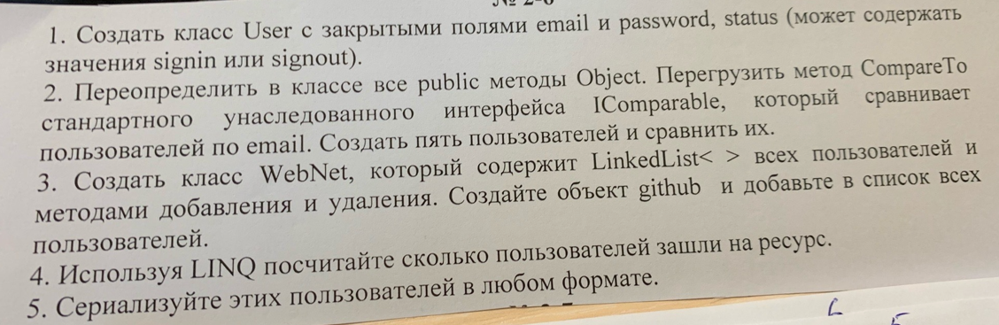 1. Создать класс User с закрытыми полями email и password, status (может содержать
значения signin или signout).
2. Переопределить в классе все public методы Object. Перегрузить метод CompareTo
стандартного унаследованного интерфейса IComparable, который сравнивает
пользователей по email. Создать пять пользователей и сравнить их.
3. Создать класс WebNet, который содержит LinkedList< > всех пользователей и
методами добавления и удаления. Создайте объект github и добавьте в список всех
пользователей.
4. Используя LINQ посчитайте сколько пользователей зашли на ресурс.
5. Сериализуйте этих пользователей в любом формате.